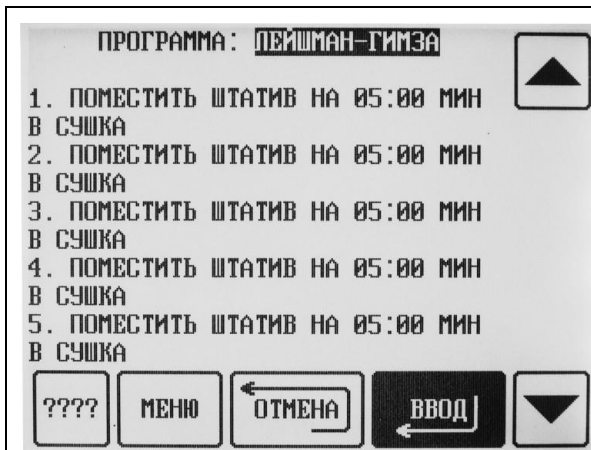 ПРОГРАММА: ЛЕЙШМАН-ГИМЗА
1. ПОМЕСТИТЬ ШТАТИВ НА 05:00 МИН
В СУШКА
2. ПОМЕСТИТЬ ШТАТИВ НА 05:00 МИН
В СУШКА
3. ПОМЕСТИТЬ ШТАТИВ НА 05:00 МИН
В СУШКА
4. ПОМЕСТИТЬ ШТАТИВ НА 05:00 МИН
В СУШКА
5. ПОМЕСТИТЬ ШТАТИВ НА 05:00 МИН
В СУШКА
???? МЕНЮ ОТМЕНА ВВОД